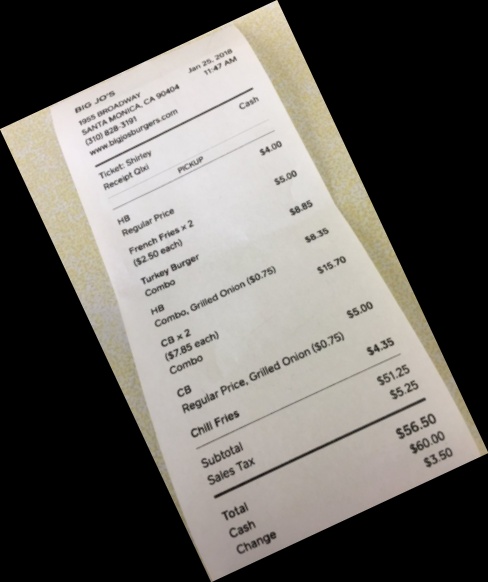 BIG JO'S
1955 BROADWAY Jan 25, 2018
SANTA MONICA, CA 90404 11:47 AM
(310) 828-3191
www.bigjosburgers.com
Cash
Ticket: Shirley
Receipt Qlxi
PICKUP
HB $4.00
Regular Price
French Fries x 2 $5.00
($2.50 each)
Turkey Burger $8.85
Combo
HB $8.35
Combo, Grilled Onion ($0.75)
CB x 2 $15.70
($7.85 each)
Combo
CB $5.00
Regular Price, Grilled Onion ($0.75)
Chili Fries $4.35
Subtotal $51.25
Sales Tax $5.25
Total $56.50
Cash $60.00
Change $3.50